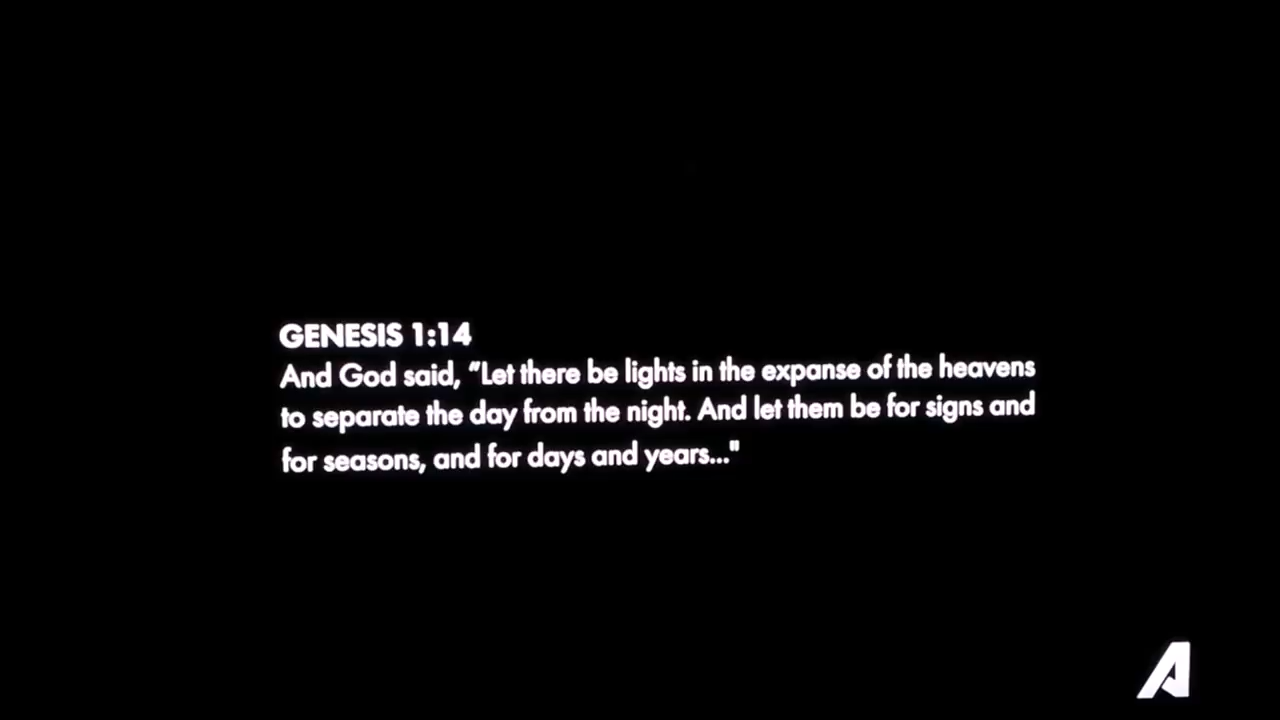 GENESIS 1:14
And God said, “Let there be lights in the expanse of the heavens
to separate the day from the night. And let them be for signs and
for seasons, and for days and years..."
A